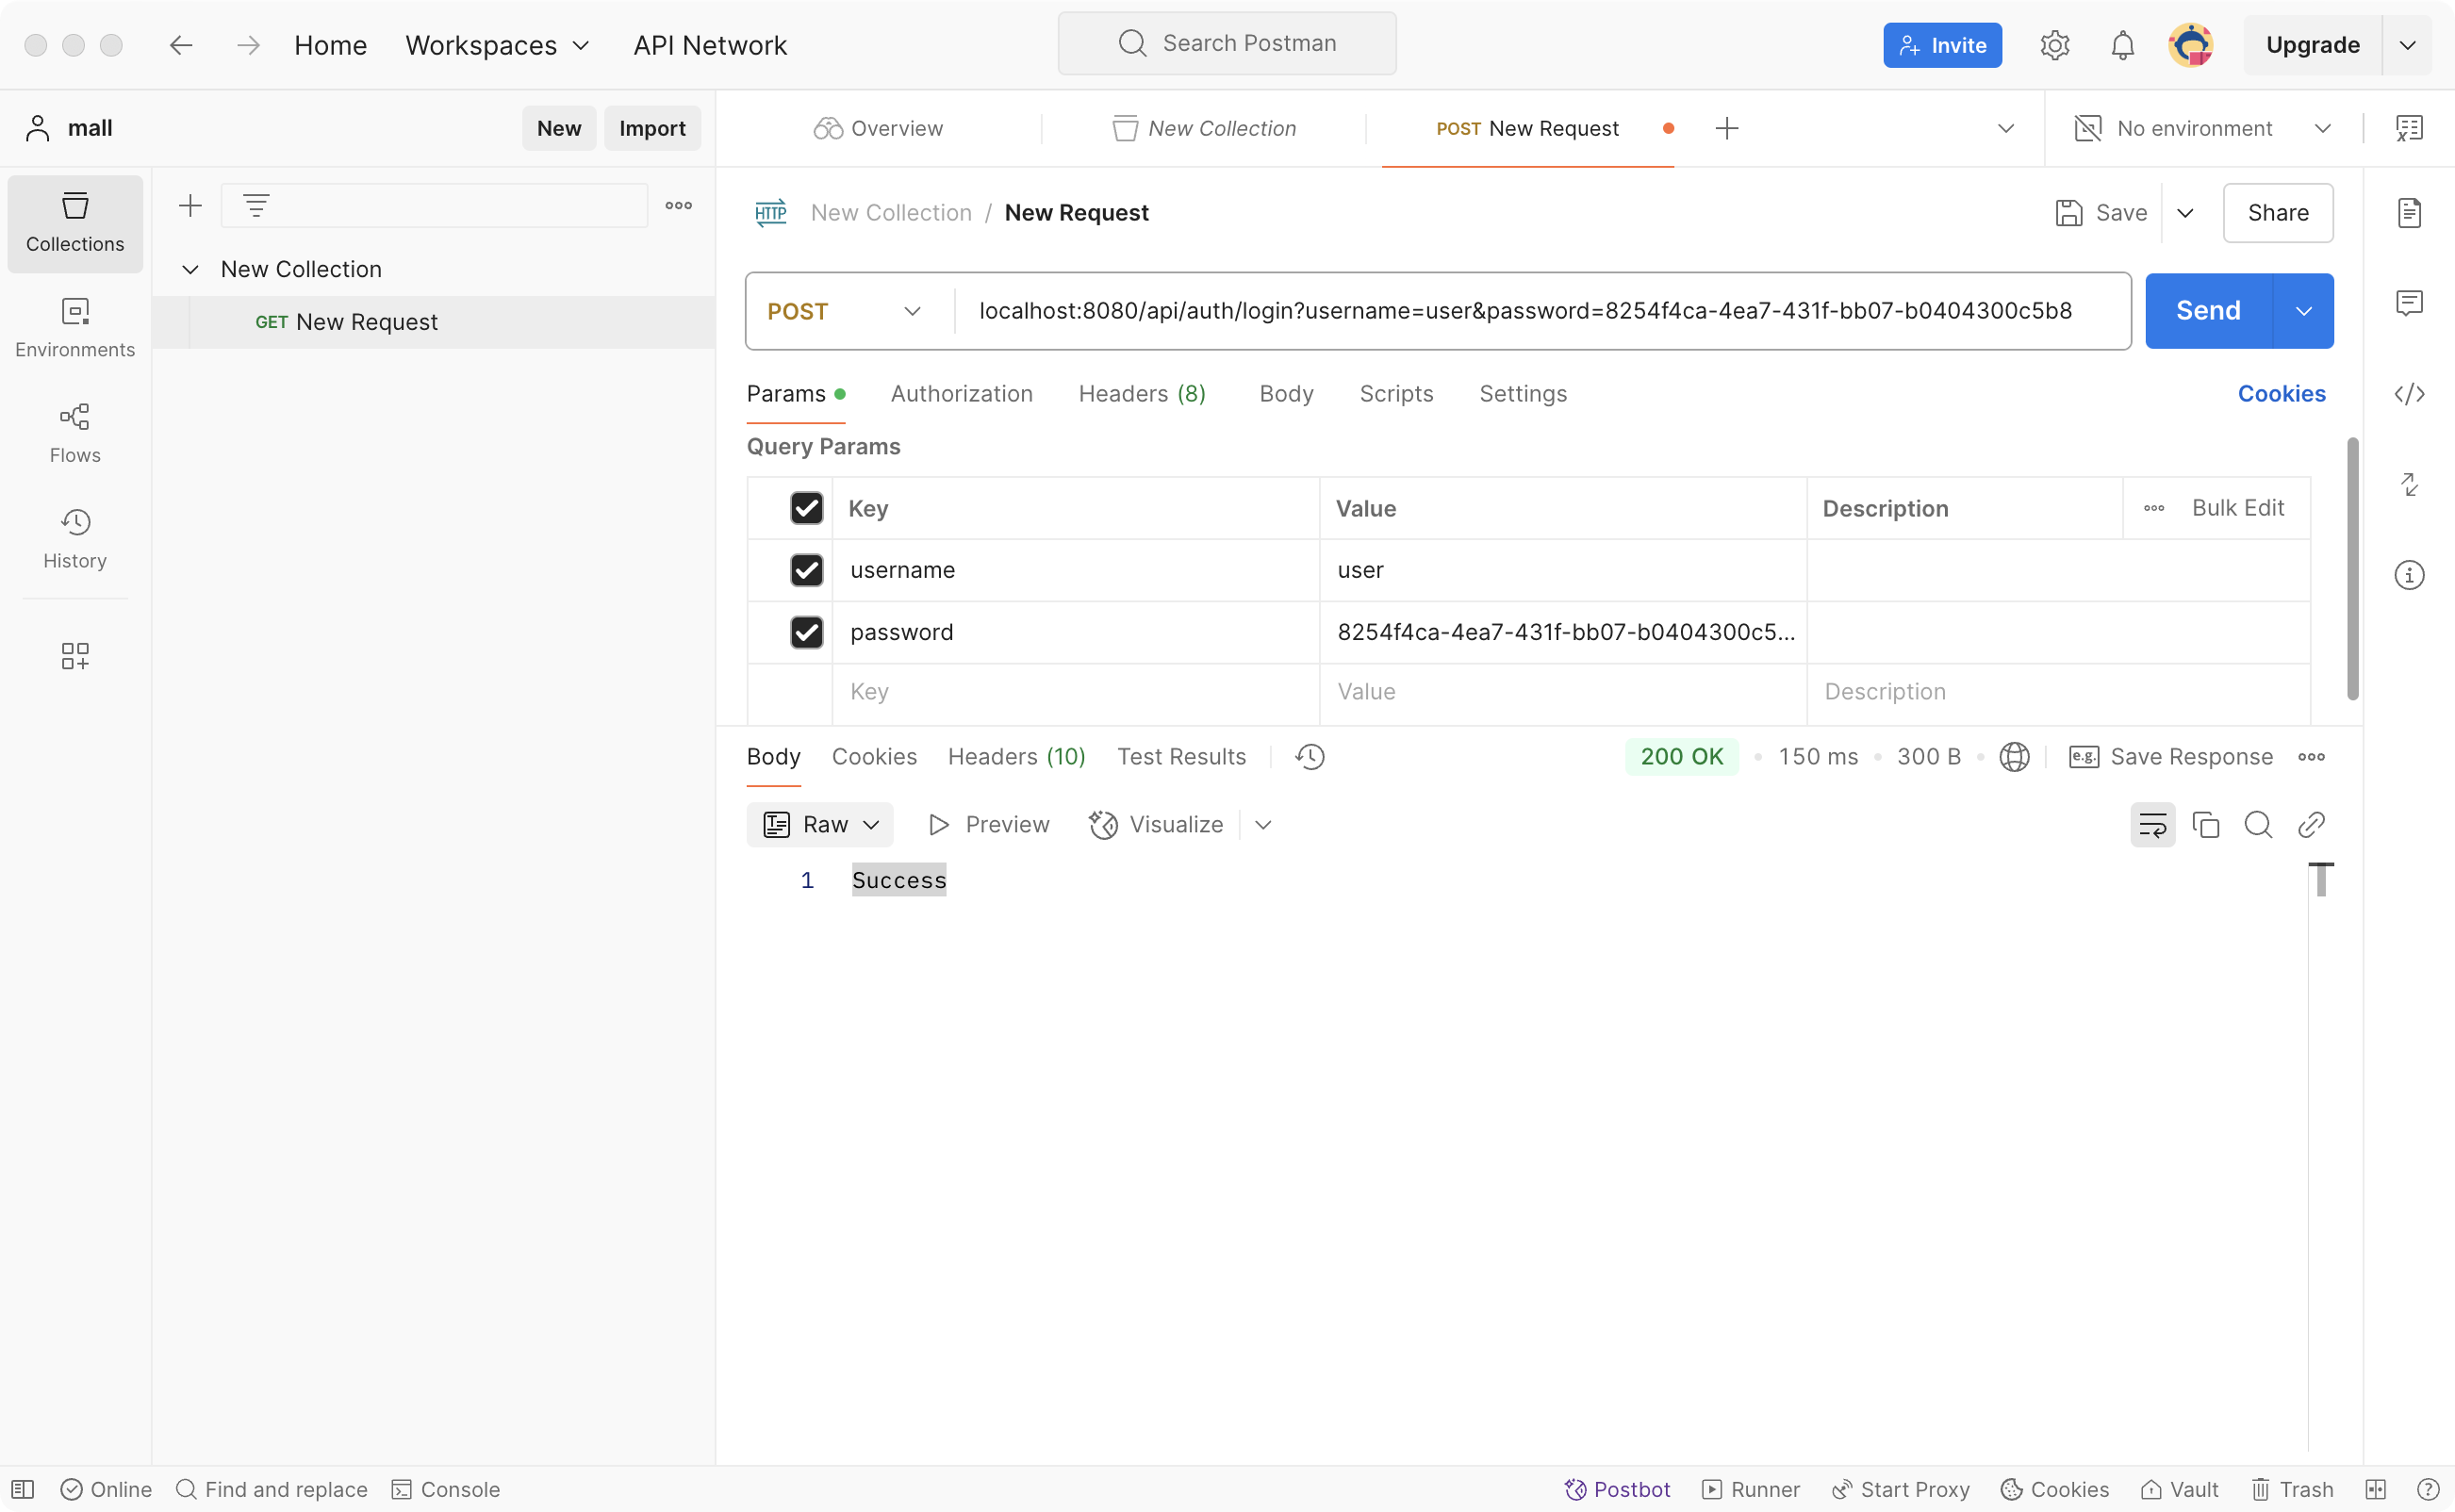 Home Workspaces API Network Search Postman Invite Upgrade
mall New Import Overview New Collection POST New Request No environment
Collections
Environments
Flows
History
New Collection
GET New Request
HTTP New Collection / New Request Save Share
POST localhost:8080/api/auth/login?username=user&password=8254f4ca-4ea7-431f-bb07-b0404300c5b8 Send
Params Authorization Headers (8) Body Scripts Settings Cookies
Query Params
Key Value Description Bulk Edit
username user
password 8254f4ca-4ea7-431f-bb07-b0404300c5...
Key Value Description
Body Cookies Headers (10) Test Results 200 OK 150 ms 300 B e.g. Save Response
Raw Preview Visualize
1 Success
Online Find and replace Console Postbot Runner Start Proxy Cookies Vault Trash